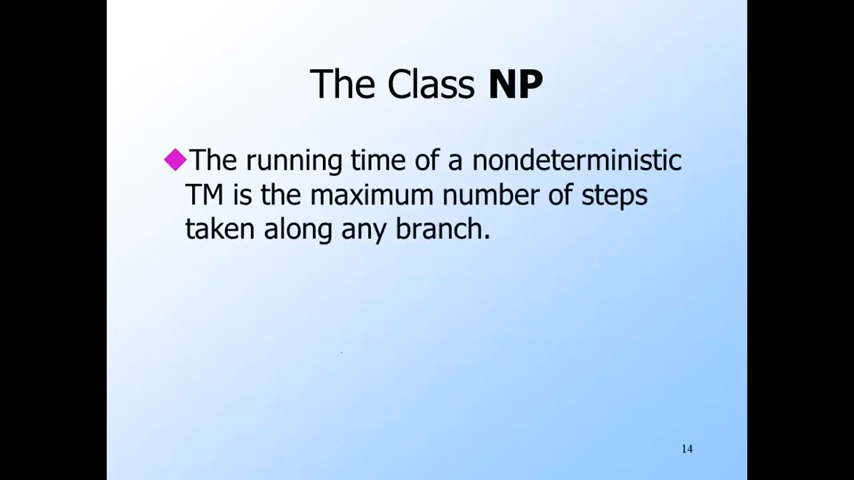 The Class NP
The running time of a nondeterministic
TM is the maximum number of steps
taken along any branch.
14